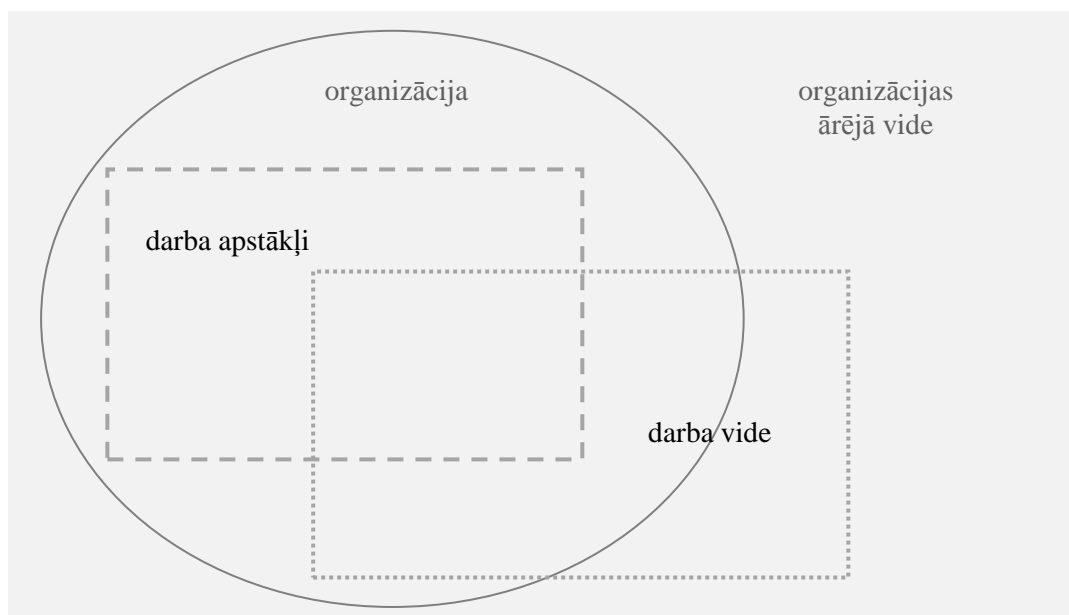 organizācija
organizācijas
ārējā vide
darba apstākļi
darba vide